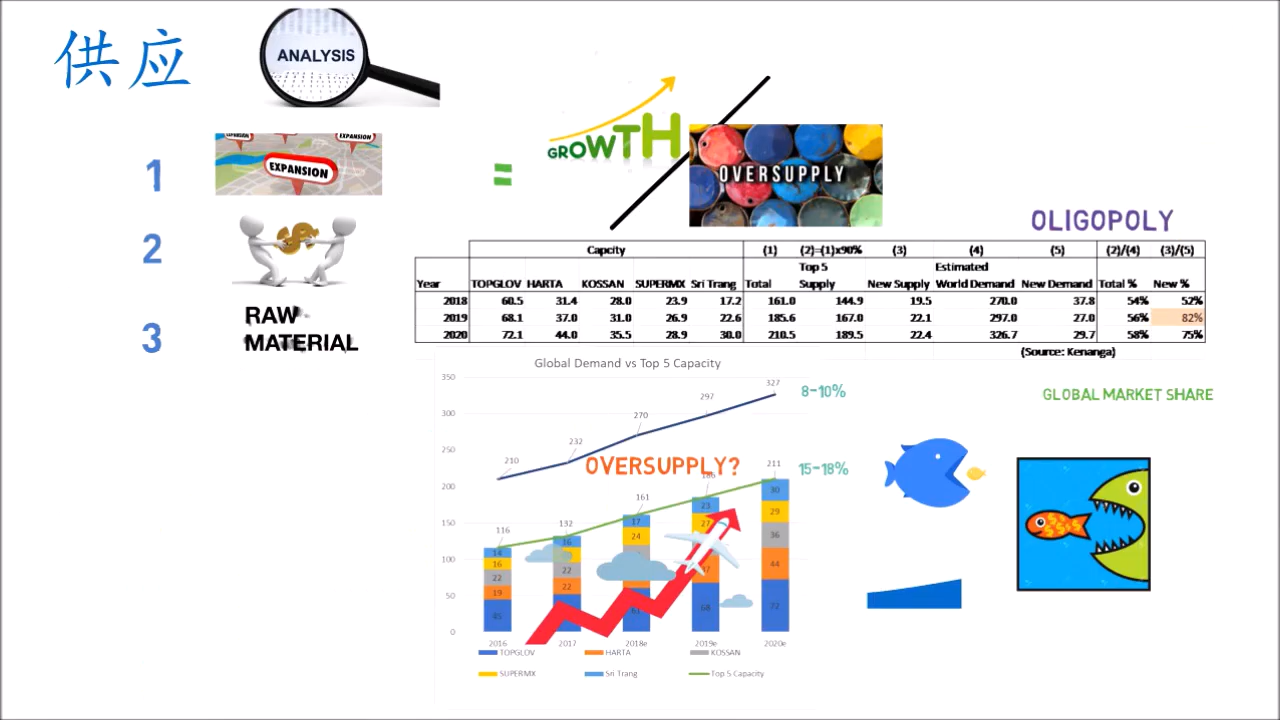 供应
ANALYSIS
1
EXPANSION
EXPANSION
EXPANSION
=
GROWTH
OVERSUPPLY
2
3
RAW
MATERIAL
OLIGOPOLY
Capcity (1) (2)=(1)x90% (3) (4) (5) (2)/(4) (3)/(5)
Year TOPGLOV HARTA KOSSAN SUPERMX Sri Trang Total Top 5 Supply New Supply Estimated World Demand New Demand Total % New %
2018 60.5 31.4 28.0 23.9 17.2 161.0 144.9 19.5 270.0 37.8 54% 52%
2019 68.1 37.0 31.0 26.9 22.6 185.6 167.0 22.1 297.0 27.0 56% 82%
2020 72.1 44.0 35.5 28.9 30.0 210.5 189.5 22.4 326.7 29.7 58% 75%
(Source: Kenanga)
Global Demand vs Top 5 Capacity
350
300
250
200
150
100
50
0
210 232 270 297 327
8-10%
GLOBAL MARKET SHARE
OVERSUPPLY?
15-18%
116 132 161 186 211
14 16 17 23 30
16 24 27 29
22 22 36
19 22 37 44
45 61 68 72
2016 2017 2018e 2019e 2020e
TOPGLOV HARTA KOSSAN
SUPERMX Sri Trang Top 5 Capacity